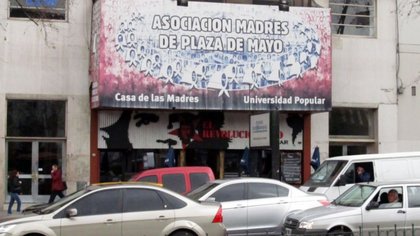 ASOCIACION MADRES
DE PLAZA DE MAYO
Casa de las Madres
Universidad Popular